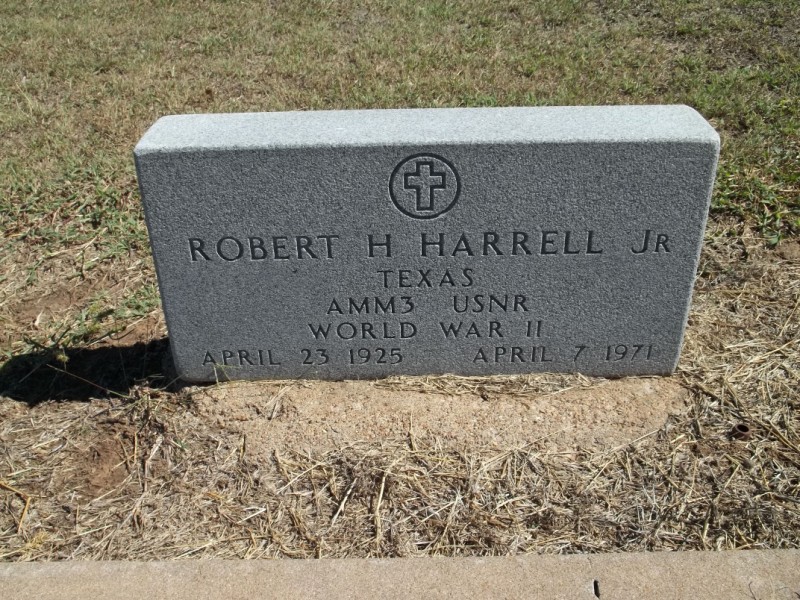 ROBERT H HARRELL JR
TEXAS
AMM3 USNR
WORLD WAR II
APRIL 23 1925 APRIL 7 1971